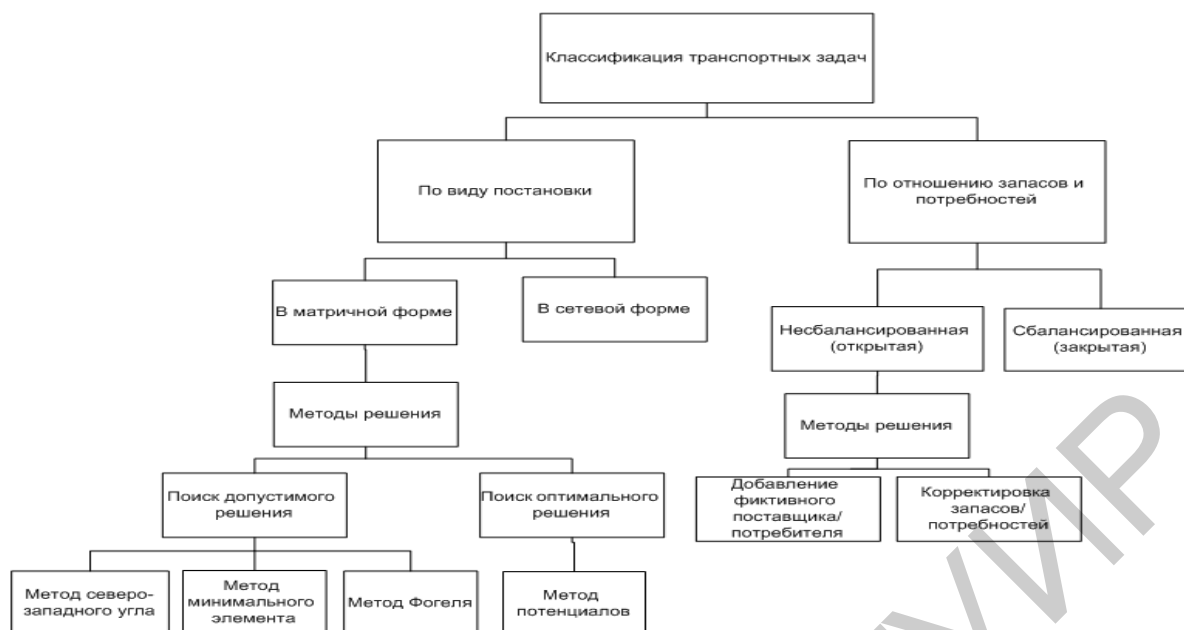 Классификация транспортных задач
По виду постановки
По отношению запасов и
потребностей
В матричной форме
В сетевой форме
Несбалансированная
(открытая)
Сбалансированная
(закрытая)
Методы решения
Методы решения
Поиск допустимого
решения
Поиск оптимального
решения
Добавление
фиктивного
поставщика/
потребителя
Корректировка
запасов/
потребностей
Метод северо-
западного угла
Метод
минимального
элемента
Метод Фогеля
Метод
потенциалов